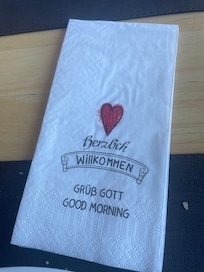 Herzlich
Willkommen
GRÜß GOTT
GOOD MORNING